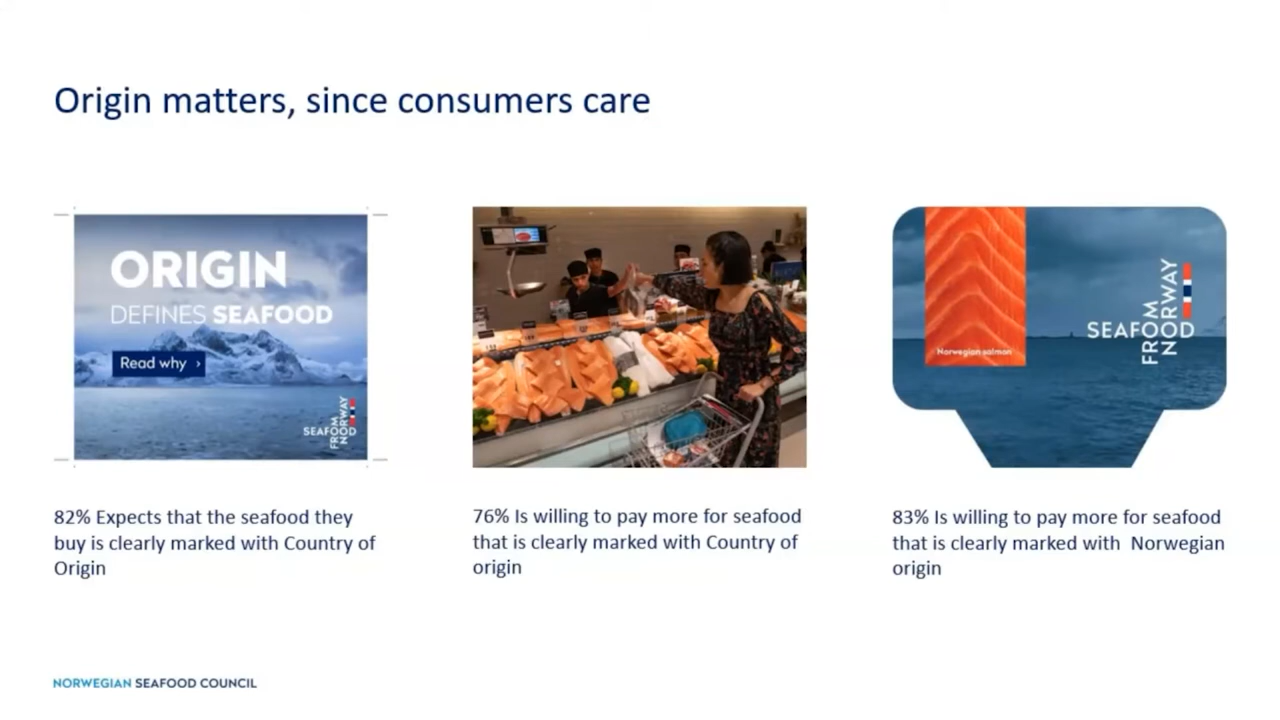 Origin matters, since consumers care
ORIGIN
DEFINES SEAFOOD
Read why ›
SEAFOOD
FROM
NORWAY
Norwegian salmon
SEAFOOD
FROM
NORWAY
82% Expects that the seafood they
buy is clearly marked with Country of
Origin
76% Is willing to pay more for seafood
that is clearly marked with Country of
origin
83% Is willing to pay more for seafood
that is clearly marked with  Norwegian
origin
NORWEGIAN SEAFOOD COUNCIL